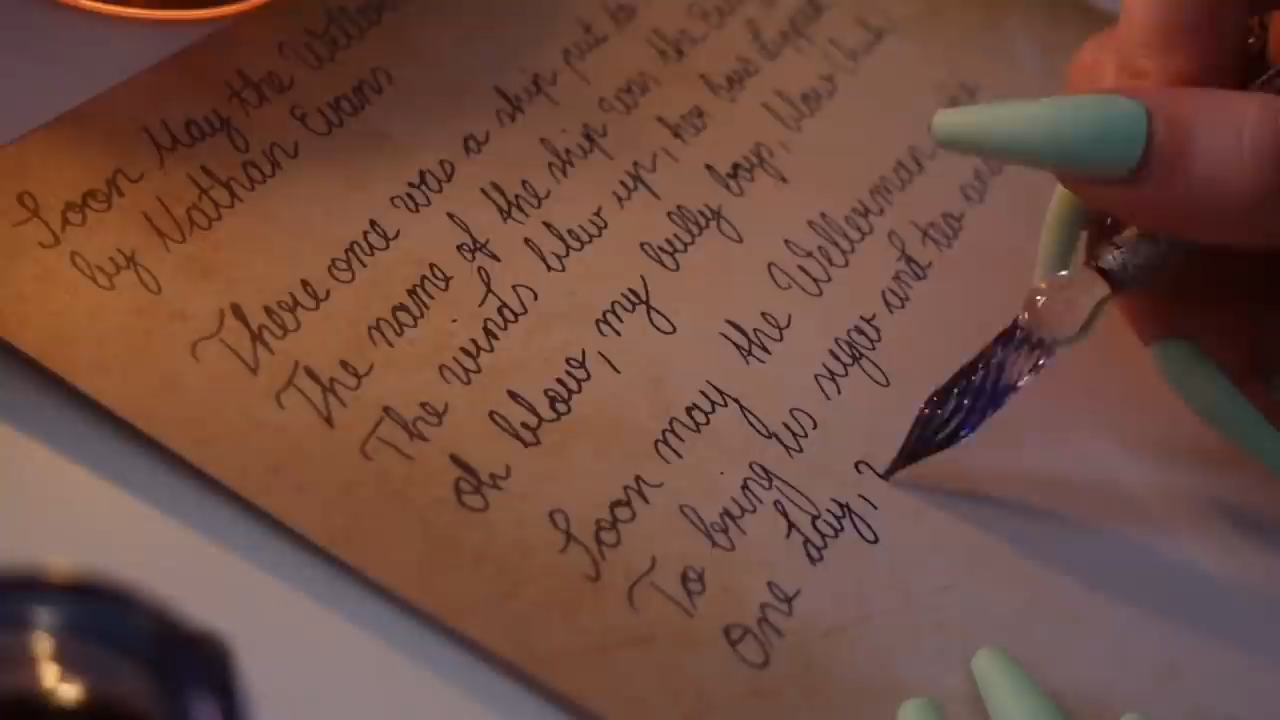 Soon May the
by Nathan Evans
There once was a ship put to
The name of the ship was the
The winds blew up, her bow dipped
Oh blow, my bully boys, blow
Soon may the Wellerman
To bring us sugar and tea and
One day,